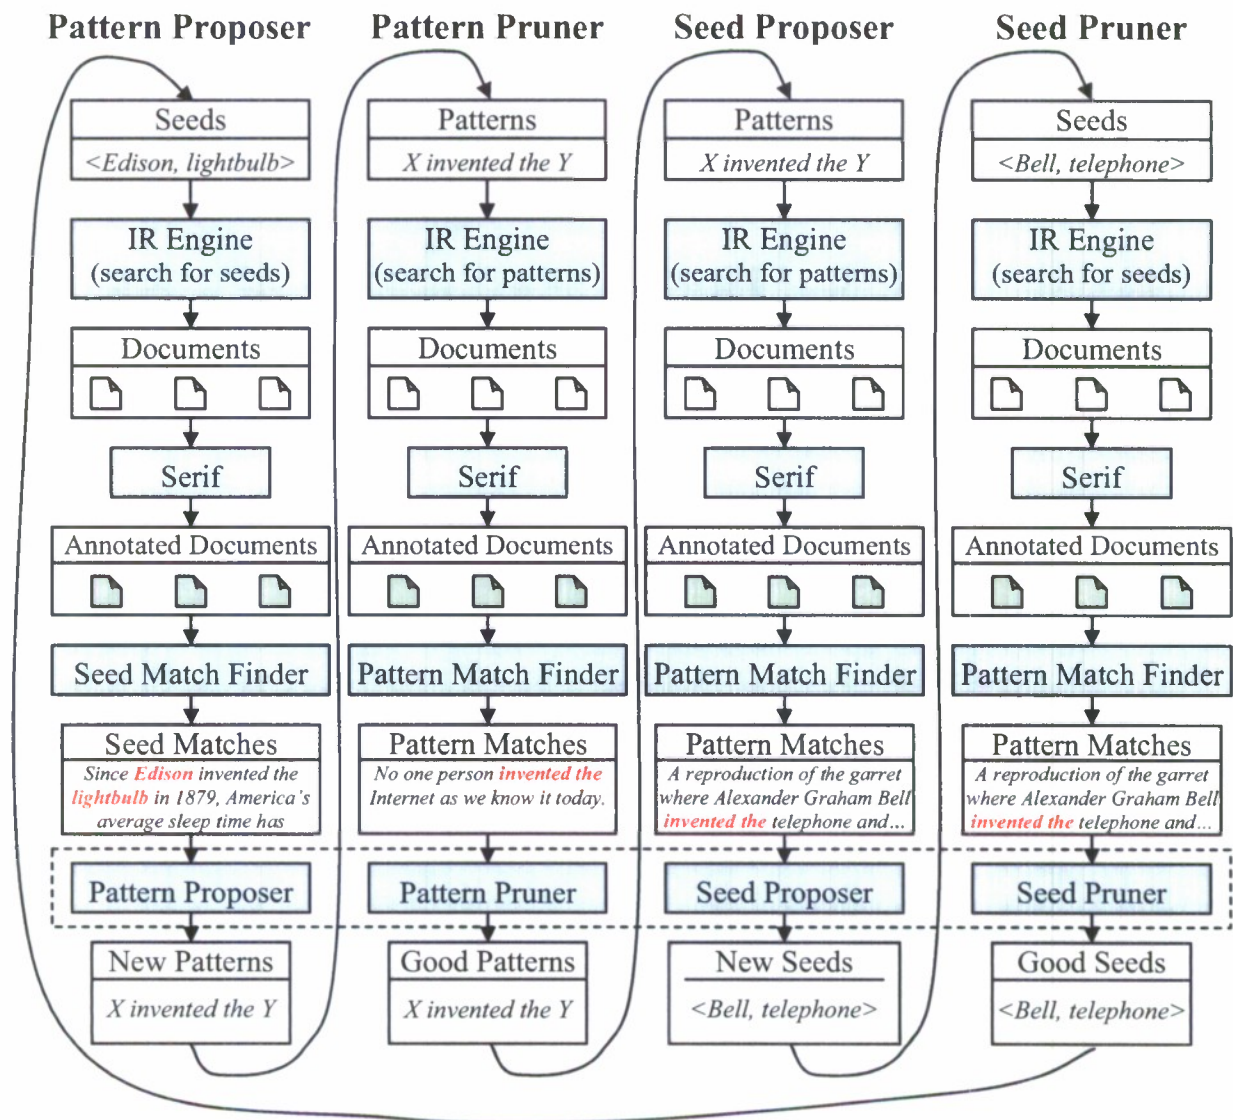 Pattern Proposer
Seeds
<Edison, lightbulb>
IR Engine
(search for seeds)
Documents
Serif
Annotated Documents
Seed Match Finder
Seed Matches
Since Edison invented the
lightbulb in 1879, America's
average sleep time has
Pattern Proposer
New Patterns
X invented the Y
Pattern Pruner
Patterns
X invented the Y
IR Engine
(search for patterns)
Documents
Serif
Annotated Documents
Pattern Match Finder
Pattern Matches
No one person invented the
Internet as we know it today.
Pattern Pruner
Good Patterns
X invented the Y
Seed Proposer
Patterns
X invented the Y
IR Engine
(search for patterns)
Documents
Serif
Annotated Documents
Pattern Match Finder
Pattern Matches
A reproduction of the garret
where Alexander Graham Bell
invented the telephone and...
Seed Proposer
New Seeds
<Bell, telephone>
Seed Pruner
Seeds
<Bell, telephone>
IR Engine
(search for seeds)
Documents
Serif
Annotated Documents
Pattern Match Finder
Pattern Matches
A reproduction of the garret
where Alexander Graham Bell
invented the telephone and...
Seed Pruner
Good Seeds
<Bell, telephone>